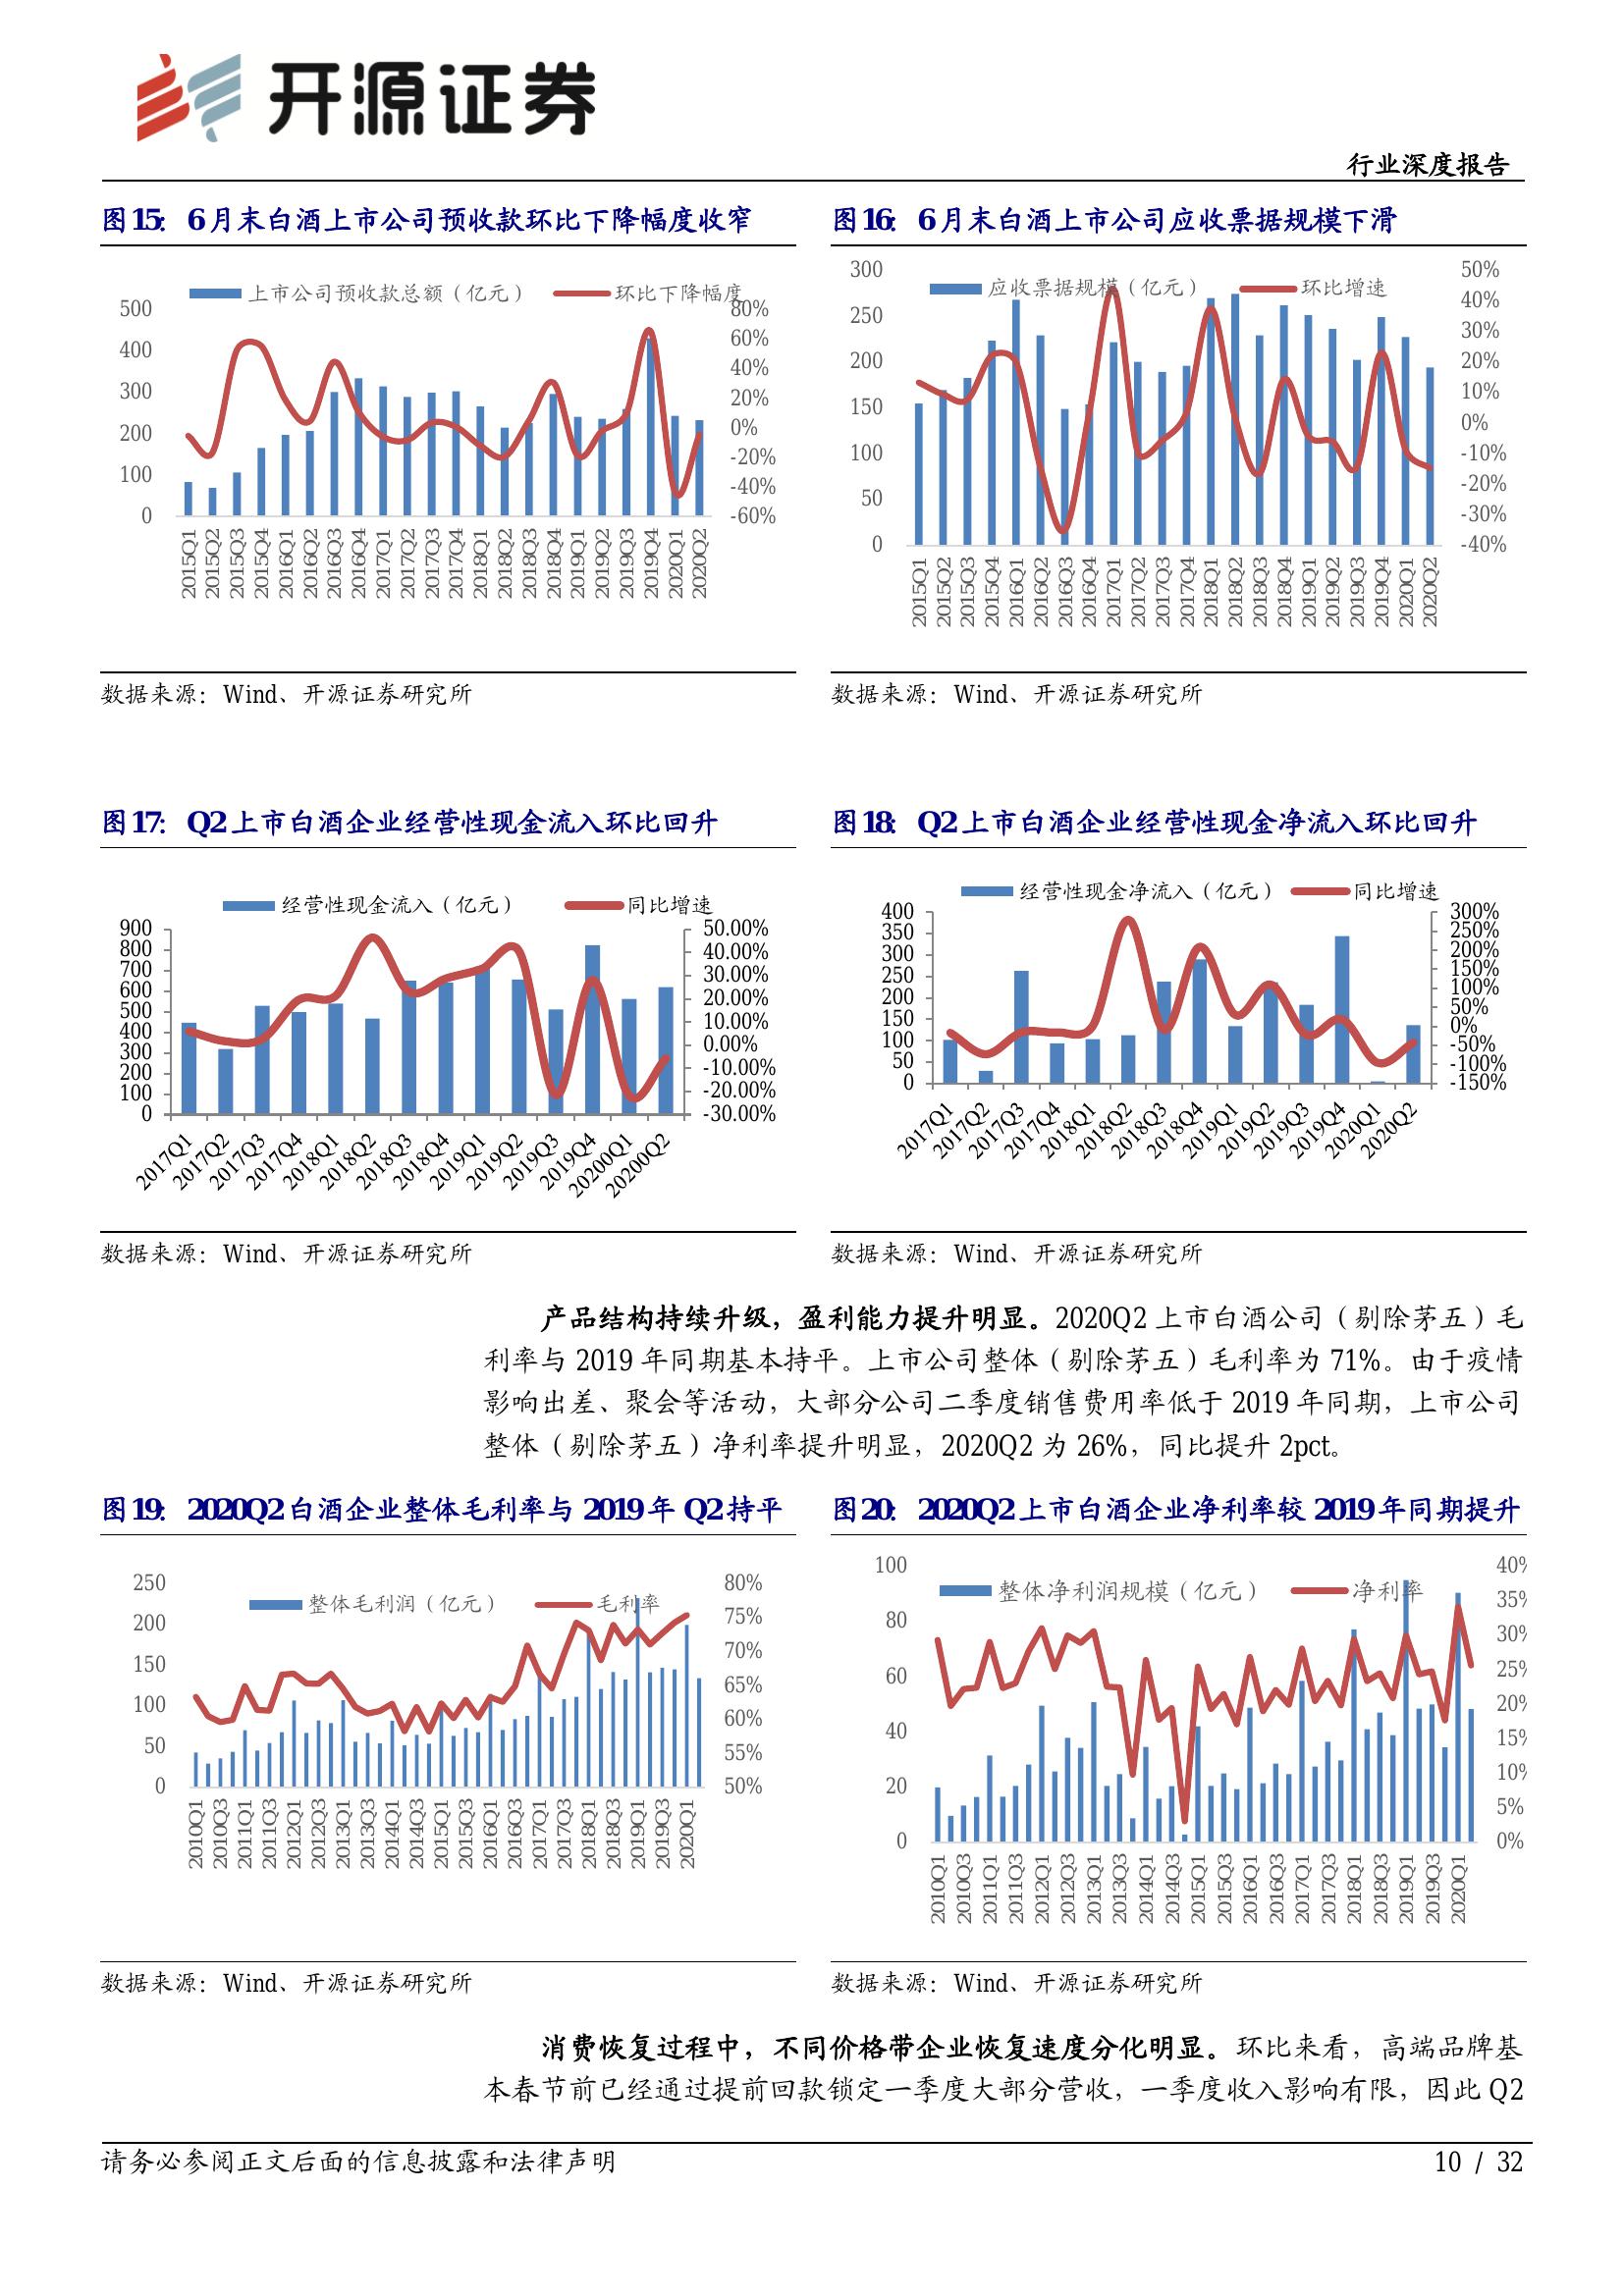 开源证券
行业深度报告
图15： 6月末白酒上市公司预收款环比下降幅度收窄
图16： 6月末白酒上市公司应收票据规模下滑
上市公司预收款总额（亿元） 环比下降幅度
500
400
300
200
100
0
80%
60%
40%
20%
0%
-20%
-40%
-60%
2015Q1
2015Q2
2015Q3
2015Q4
2016Q1
2016Q2
2016Q3
2016Q4
2017Q1
2017Q2
2017Q3
2017Q4
2018Q1
2018Q2
2018Q3
2018Q4
2019Q1
2019Q2
2019Q3
2019Q4
2020Q1
2020Q2
应收票据规模（亿元） 环比增速
300
250
200
150
100
50
0
50%
40%
30%
20%
10%
0%
-10%
-20%
-30%
-40%
2015Q1
2015Q2
2015Q3
2015Q4
2016Q1
2016Q2
2016Q3
2016Q4
2017Q1
2017Q2
2017Q3
2017Q4
2018Q1
2018Q2
2018Q3
2018Q4
2019Q1
2019Q2
2019Q3
2019Q4
2020Q1
2020Q2
数据来源：Wind、开源证券研究所
数据来源：Wind、开源证券研究所
图17： Q2上市白酒企业经营性现金流入环比回升
图18： Q2上市白酒企业经营性现金净流入环比回升
经营性现金流入（亿元） 同比增速
900
800
700
600
500
400
300
200
100
0
50.00%
40.00%
30.00%
20.00%
10.00%
0.00%
-10.00%
-20.00%
-30.00%
2017Q1
2017Q2
2017Q3
2017Q4
2018Q1
2018Q2
2018Q3
2018Q4
2019Q1
2019Q2
2019Q3
2019Q4
20200Q1
20200Q2
经营性现金净流入（亿元） 同比增速
400
350
300
250
200
150
100
50
0
300%
250%
200%
150%
100%
50%
0%
-50%
-100%
-150%
2017Q1
2017Q2
2017Q3
2017Q4
2018Q1
2018Q2
2018Q3
2018Q4
2019Q1
2019Q2
2019Q3
2019Q4
2020Q1
2020Q2
数据来源：Wind、开源证券研究所
数据来源：Wind、开源证券研究所
产品结构持续升级，盈利能力提升明显。2020Q2 上市白酒公司（剔除茅五）毛
利率与 2019 年同期基本持平。上市公司整体（剔除茅五）毛利率为 71%。由于疫情
影响出差、聚会等活动，大部分公司二季度销售费用率低于 2019 年同期，上市公司
整体（剔除茅五）净利率提升明显，2020Q2 为 26%，同比提升 2pct。
图19： 2020Q2白酒企业整体毛利率与 2019年 Q2持平
图20： 2020Q2上市白酒企业净利率较 2019年同期提升
整体毛利润（亿元） 毛利率
250
200
150
100
50
0
80%
75%
70%
65%
60%
55%
50%
2010Q1
2010Q3
2011Q1
2011Q3
2012Q1
2012Q3
2013Q1
2013Q3
2014Q1
2014Q3
2015Q1
2015Q3
2016Q1
2016Q3
2017Q1
2017Q3
2018Q1
2018Q3
2019Q1
2019Q3
2020Q1
整体净利润规模（亿元） 净利率
100
80
60
40
20
0
40%
35%
30%
25%
20%
15%
10%
5%
0%
2010Q1
2010Q3
2011Q1
2011Q3
2012Q1
2012Q3
2013Q1
2013Q3
2014Q1
2014Q3
2015Q1
2015Q3
2016Q1
2016Q3
2017Q1
2017Q3
2018Q1
2018Q3
2019Q1
2019Q3
2020Q1
数据来源：Wind、开源证券研究所
数据来源：Wind、开源证券研究所
消费恢复过程中，不同价格带企业恢复速度分化明显。环比来看，高端品牌基
本春节前已经通过提前回款锁定一季度大部分营收，一季度收入影响有限，因此 Q2
请务必参阅正文后面的信息披露和法律声明
10 / 32